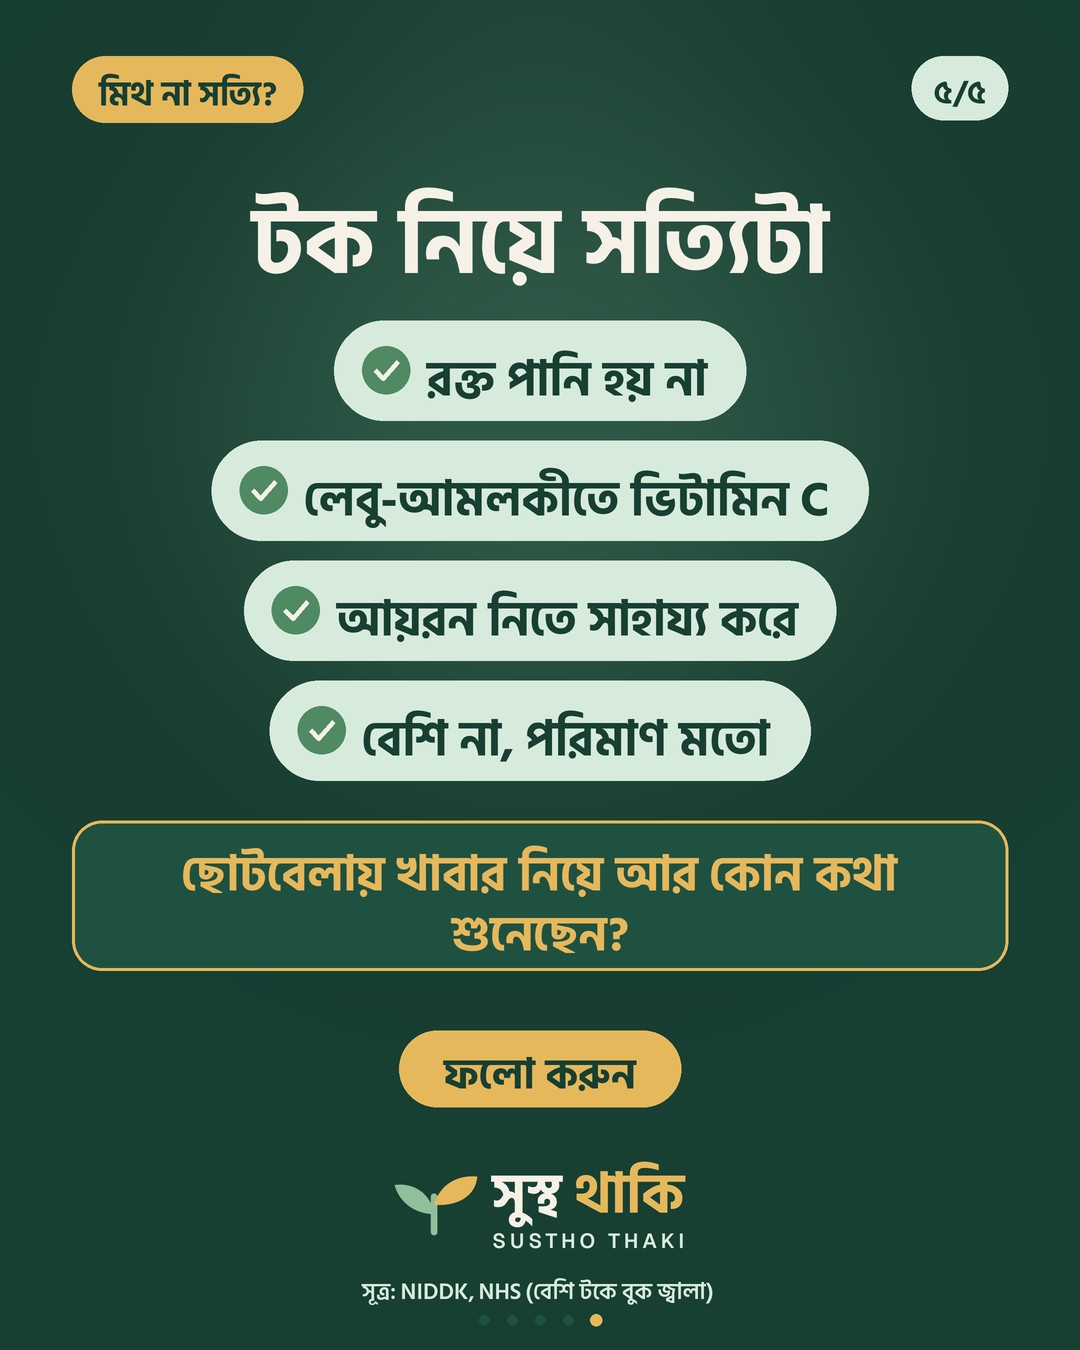 মিথ না সত্যি?
৫/৫
টক নিয়ে সত্যিটা
রক্ত পানি হয় না
লেবু-আমলকীতে ভিটামিন C
আয়রন নিতে সাহায্য করে
বেশি না, পরিমাণ মতো
ছোটবেলায় খাবার নিয়ে আর কোন কথা
শুনেছেন?
ফলো করুন
সুস্থ থাকি
SUSTHO THAKI
সূত্র: NIDDK, NHS (বেশি টকে বুক জ্বালা)